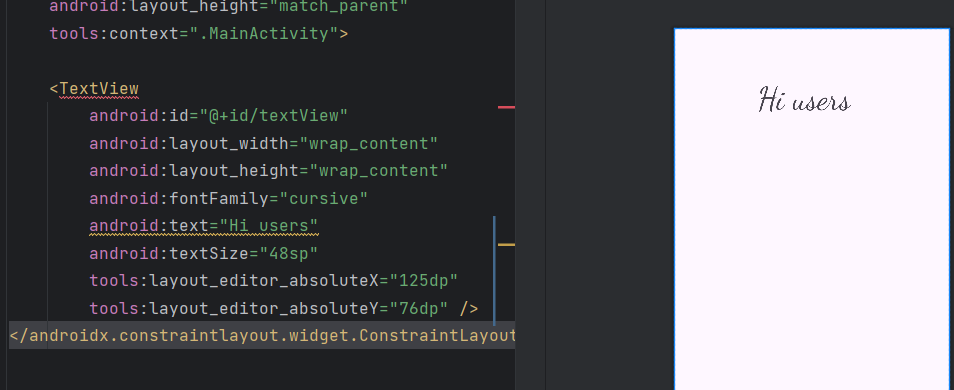 android:layout_height="match_parent"
tools:context=".MainActivity">
<TextView
android:id="@+id/textView"
android:layout_width="wrap_content"
android:layout_height="wrap_content"
android:fontFamily="cursive"
android:text="Hi users"
android:textSize="48sp"
tools:layout_editor_absoluteX="125dp"
tools:layout_editor_absoluteY="76dp" />
</androidx.constraintlayout.widget.ConstraintLayout
Hi users